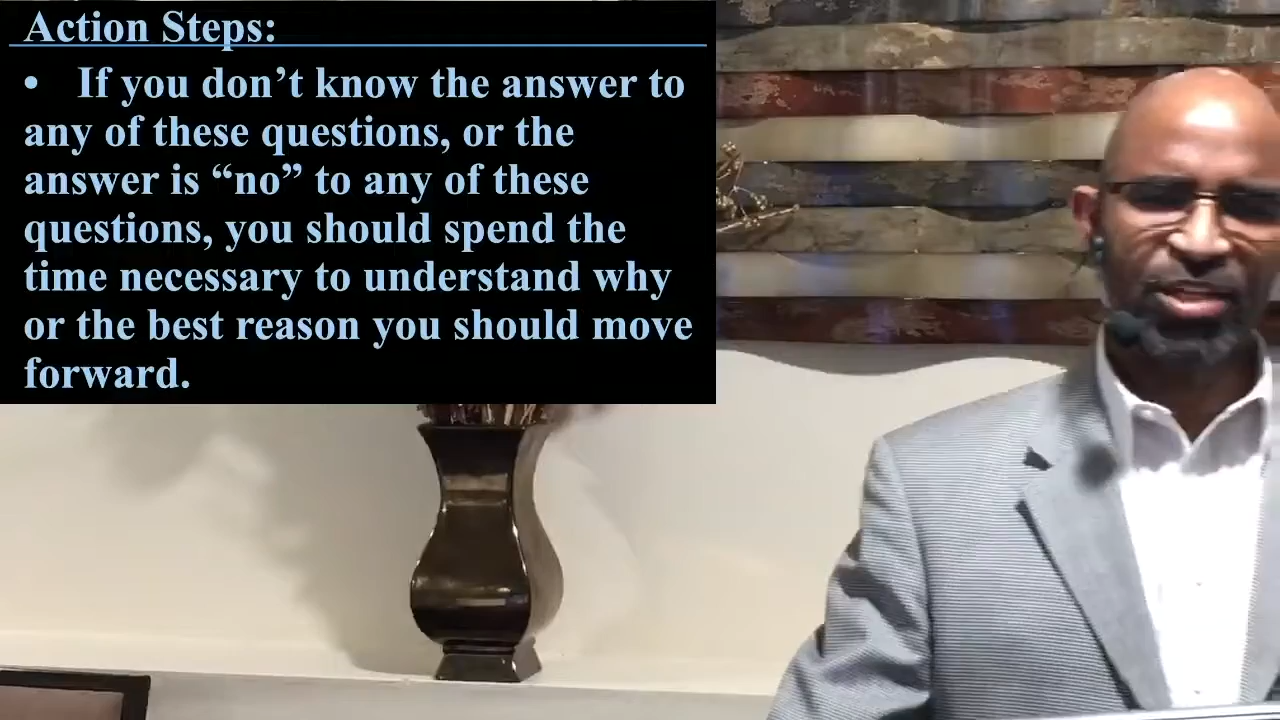 Action Steps:
• If you don’t know the answer to
any of these questions, or the
answer is “no” to any of these
questions, you should spend the
time necessary to understand why
or the best reason you should move
forward.